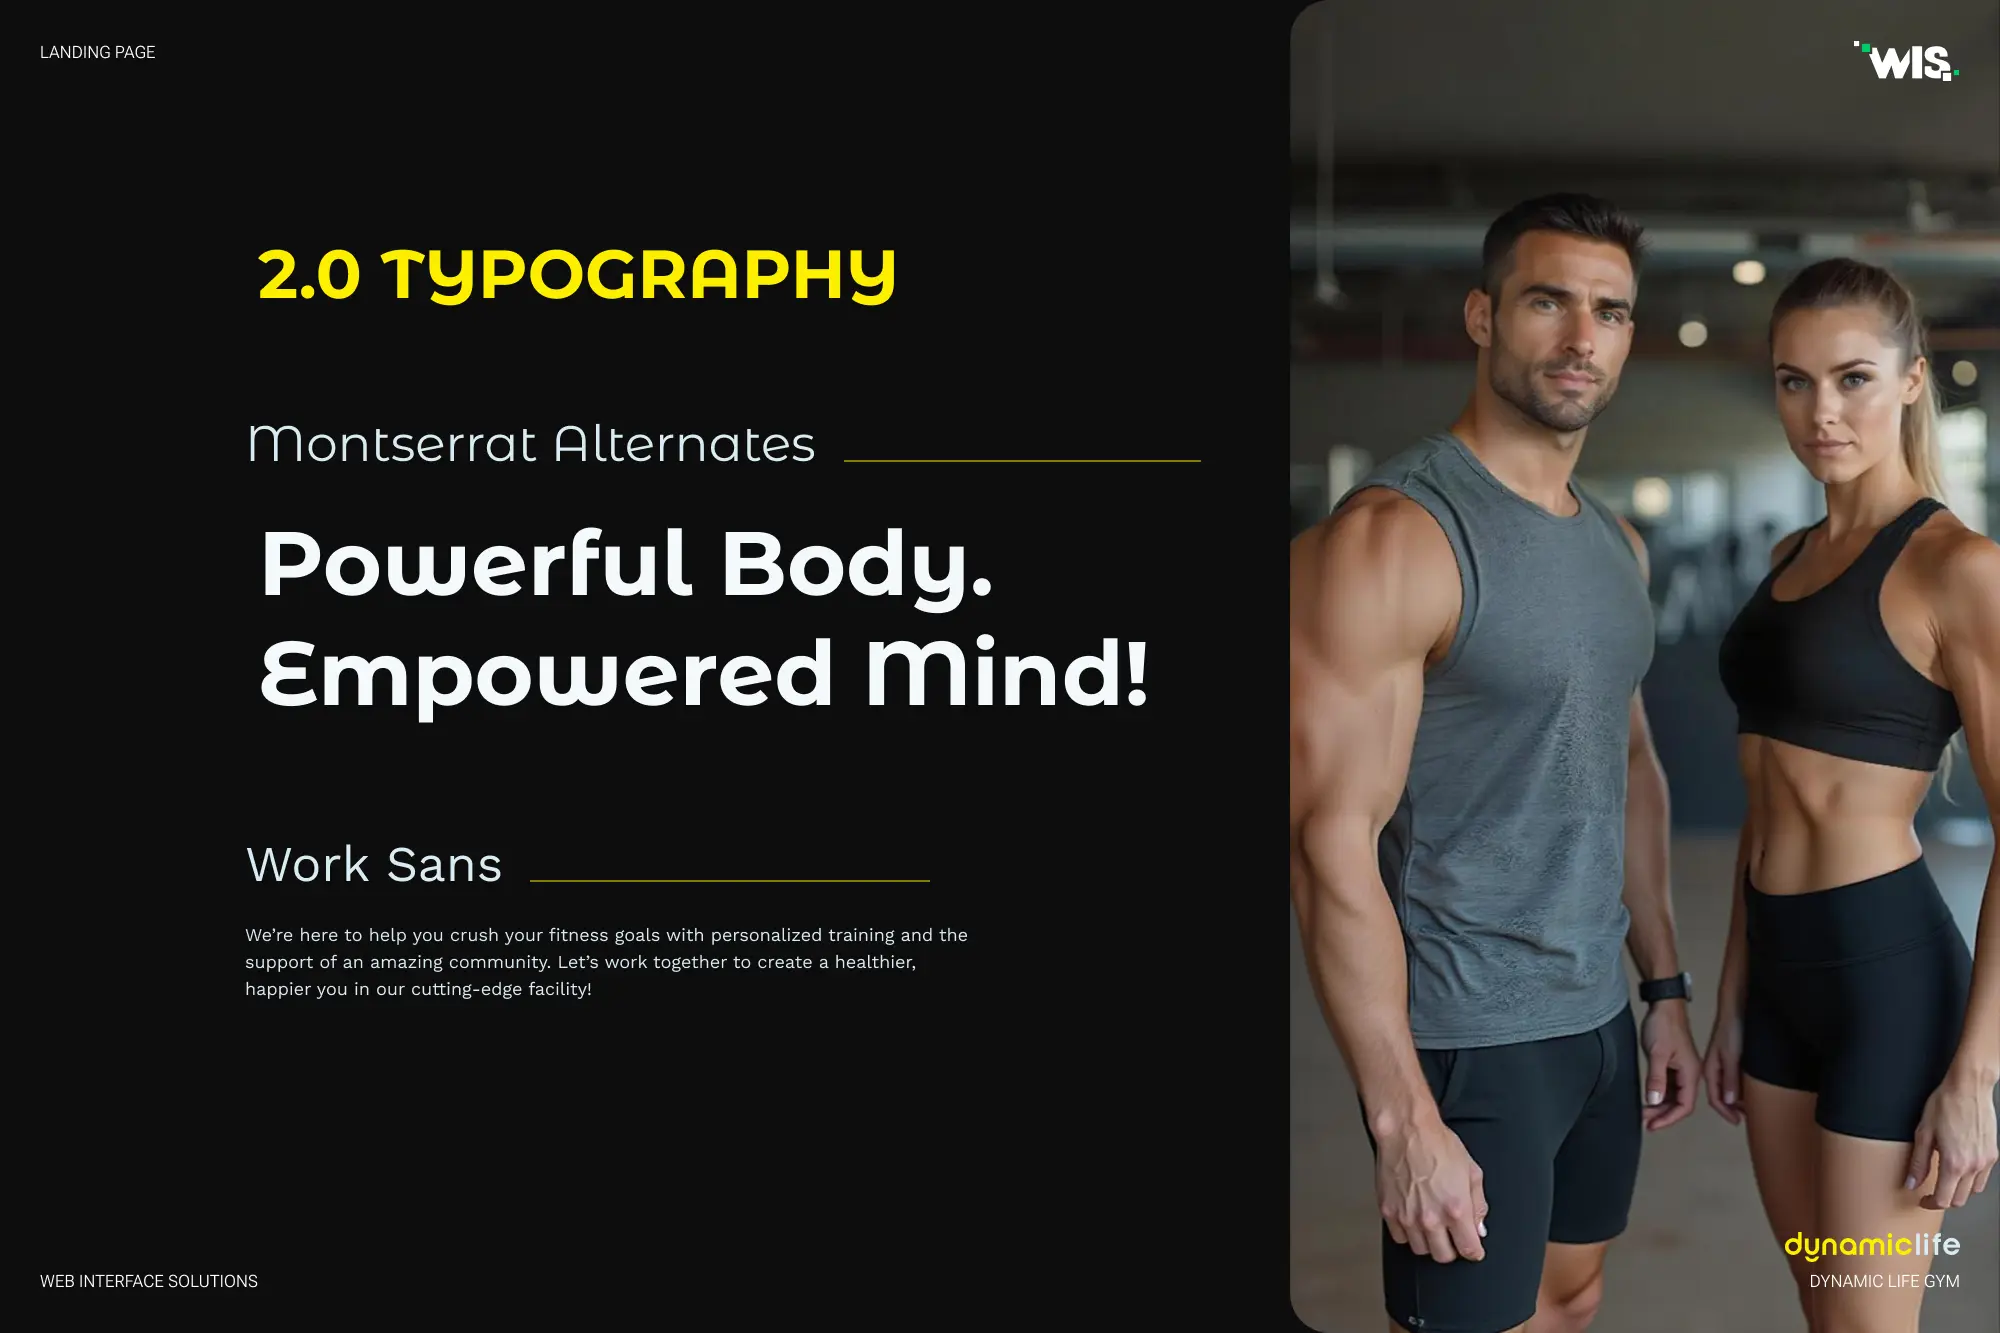 LANDING PAGE
WIS
2.0 TYPOGRAPHY
Montserrat Alternates
Powerful Body.
Empowered Mind!
Work Sans
We’re here to help you crush your fitness goals with personalized training and the
support of an amazing community. Let’s work together to create a healthier,
happier you in our cutting-edge facility!
dynamiclife
WEB INTERFACE SOLUTIONS
DYNAMIC LIFE GYM